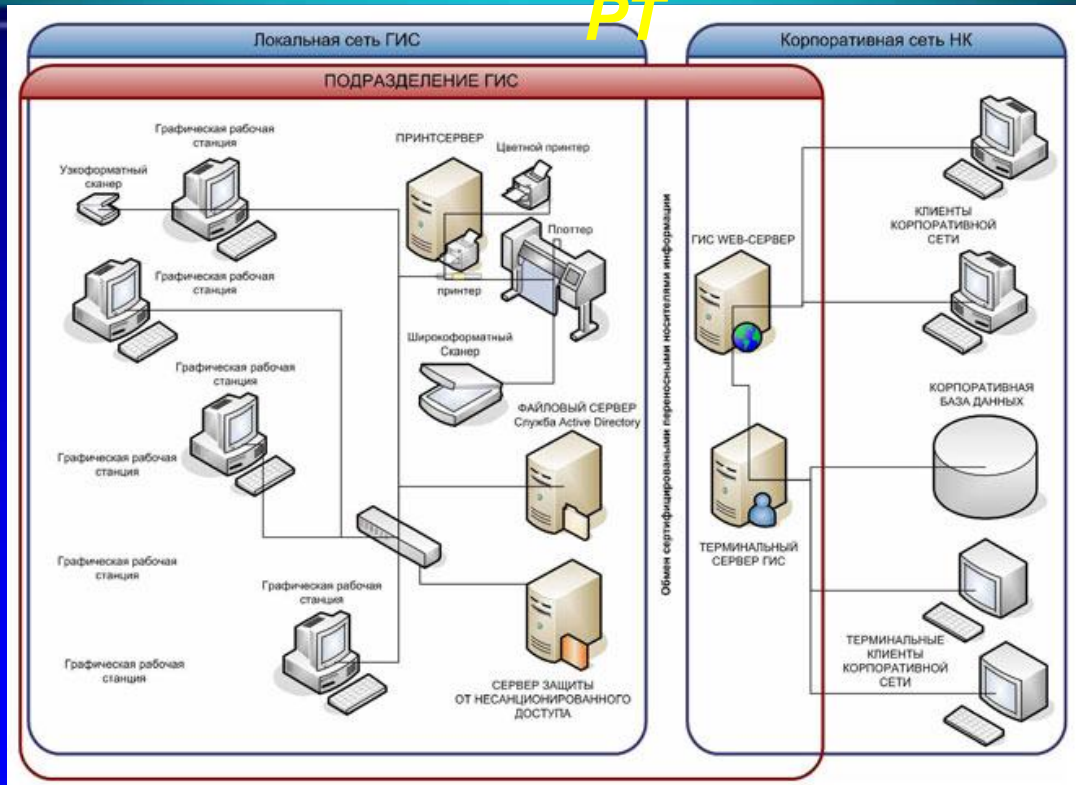 РТ
Локальная сеть ГИС
Корпоративная сеть НК
ПОДРАЗДЕЛЕНИЕ ГИС
Графическая рабочая
станция
Узкоформатный
сканер
ПРИНТСЕРВЕР
Цветной принтер
Плоттер
принтер
Графическая рабочая
станция
Широкоформатный
Сканер
Графическая рабочая
станция
ФАЙЛОВЫЙ СЕРВЕР
Служба Active Directory
Графическая рабочая
станция
Графическая рабочая
станция
Графическая рабочая
станция
Графическая рабочая
станция
СЕРВЕР ЗАЩИТЫ
ОТ НЕСАНКЦИОНИРОВАННОГО
ДОСТУПА
Обмен сертифицироваными переносными носителями информации
ГИС WEB-СЕРВЕР
ТЕРМИНАЛЬНЫЙ
СЕРВЕР ГИС
КЛИЕНТЫ
КОРПОРАТИВНОЙ
СЕТИ
КОРПОРАТИВНАЯ
БАЗА ДАННЫХ
ТЕРМИНАЛЬНЫЕ
КЛИЕНТЫ
КОРПОРАТИВНОЙ
СЕТИ